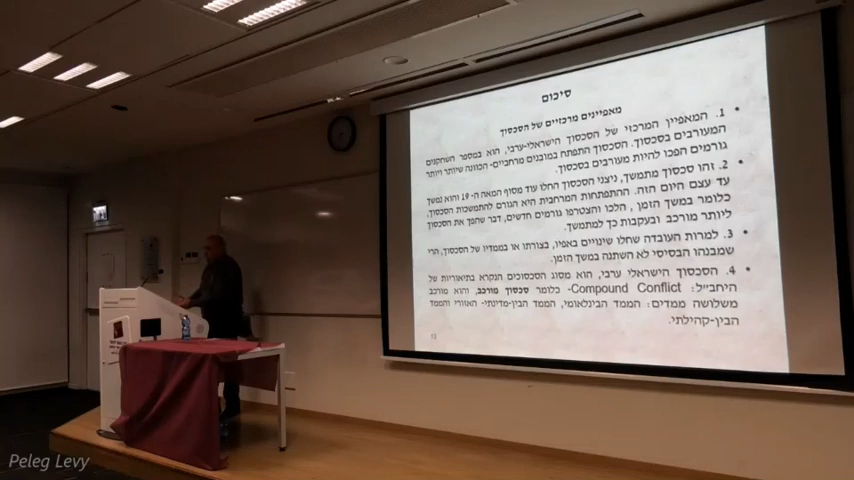 סיכום
מאפיינים מרכזיים של הסכסוך
• 1. המאפיין המרכזי של הסכסוך הישראלי-ערבי, הוא במספר השחקנים
המעורבים בסכסוך. הסכסוך התפתח במובנים מרחביים- הכוונה שיותר ויותר
גורמים הפכו להיות מעורבים בסכסוך.
• 2. זהו סכסוך מתמשך, ניצני הסכסוך החלו עוד מסוף המאה ה- 19 והוא נמשך
עד עצם היום הזה. ההתפתחות המרחבית היא הגורם להתמשכות הסכסוך,
כלומר במשך הזמן, הלכו והצטרפו גורמים חדשים, דבר שהפך את הסכסוך
ליותר מורכב ובעקבות כך למתמשך.
• 3. למרות העובדה שחלו שינויים באפיו, בצורתו או בממדיו של הסכסוך, הרי
שמבנהו הבסיסי לא השתנה במשך הזמן.
• 4. הסכסוך הישראלי ערבי, הוא מסוג הסכסוכים הנקרא בתיאוריות של
היחב"ל: Compound Conflict- כלומר סכסוך מורכב, והוא מורכב
משלושה ממדים: הממד הבינלאומי, הממד הבין-מדינתי- האזורי והממד
הבין-קהילתי.
13
Peleg Levy